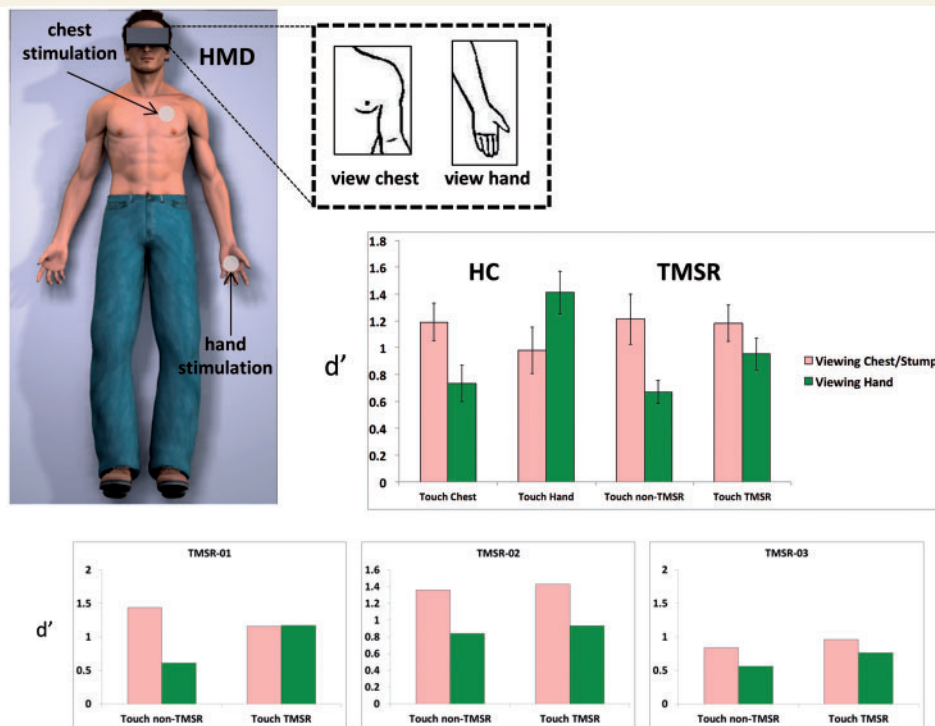 chest
stimulation
HMD
view chest
view hand
hand
stimulation
HC
TMSR
d'
1.8
1.6
1.4
1.2
1
0.8
0.6
0.4
0.2
0
Touch Chest
Touch Hand
Touch non-TMSR
Touch TMSR
Viewing Chest/Stump
Viewing Hand
TMSR-01
d'
2
1.5
1
0.5
0
Touch non-TMSR
Touch TMSR
TMSR-02
1.6
1.4
1.2
1
0.8
0.6
0.4
0.2
0
Touch non-TMSR
Touch TMSR
TMSR-03
2
1.5
1
0.5
0
Touch non-TMSR
Touch TMSR